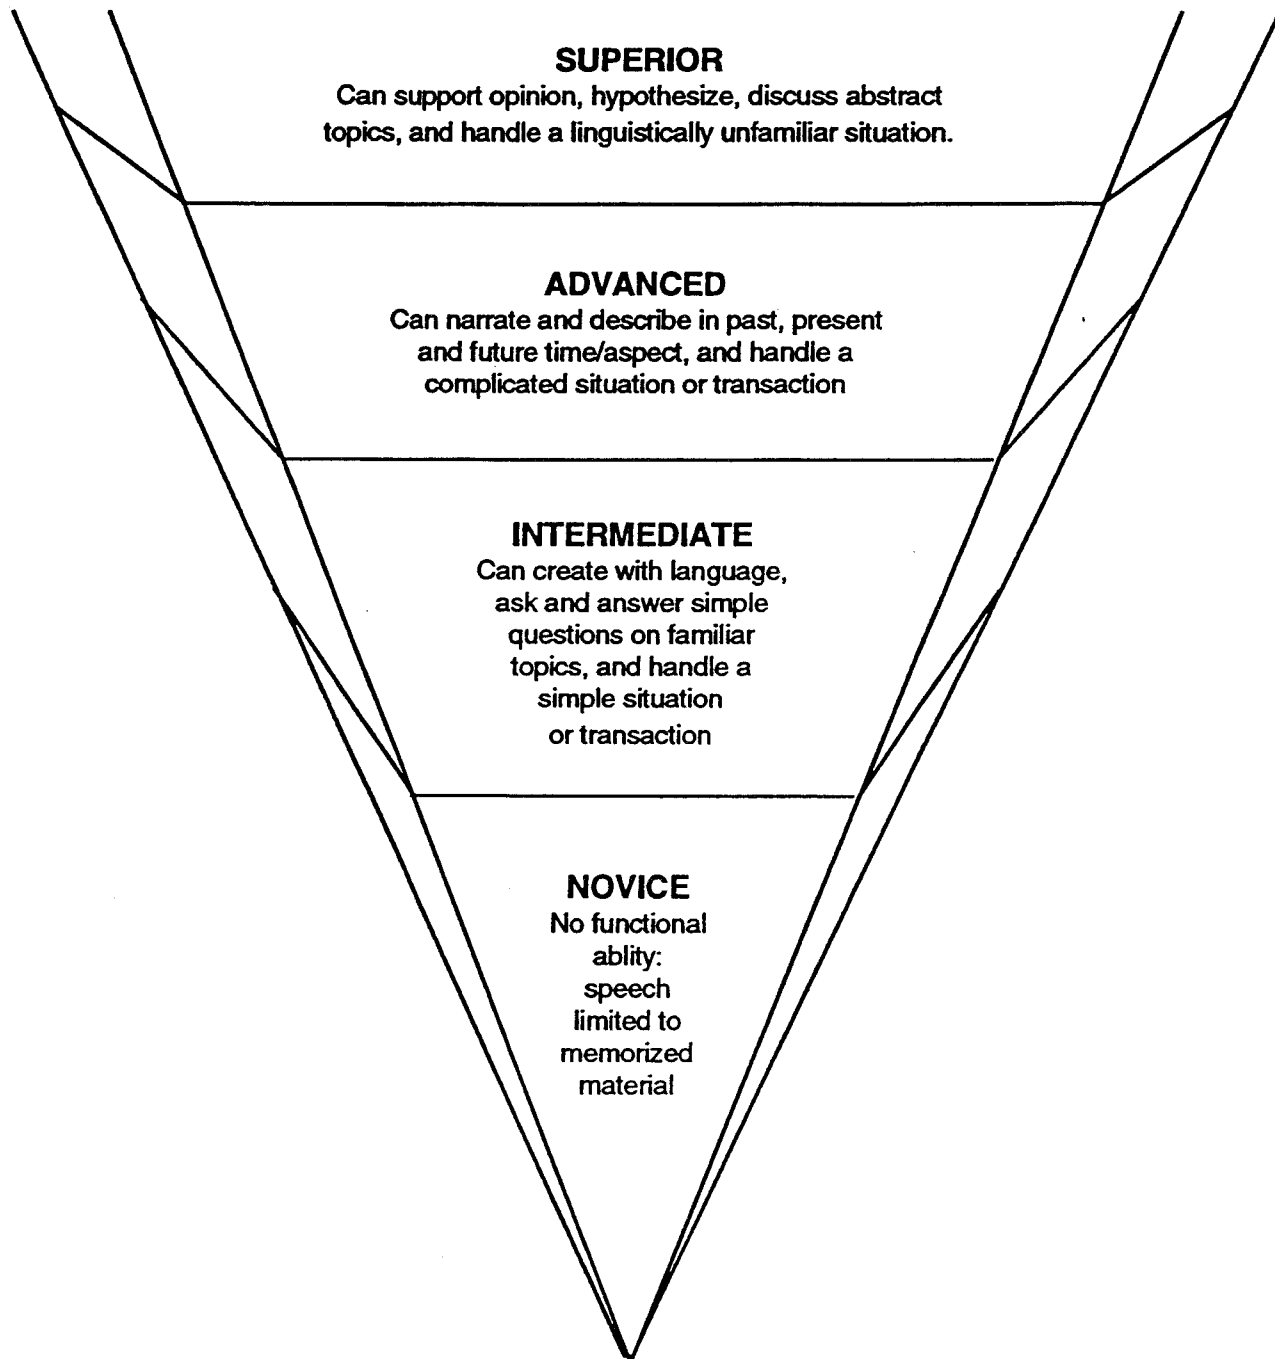 SUPERIOR
Can support opinion, hypothesize, discuss abstract
topics, and handle a linguistically unfamiliar situation.
ADVANCED
Can narrate and describe in past, present
and future time/aspect, and handle a
complicated situation or transaction
INTERMEDIATE
Can create with language,
ask and answer simple
questions on familiar
topics, and handle a
simple situation
or transaction
NOVICE
No functional
ablity:
speech
limited to
memorized
material